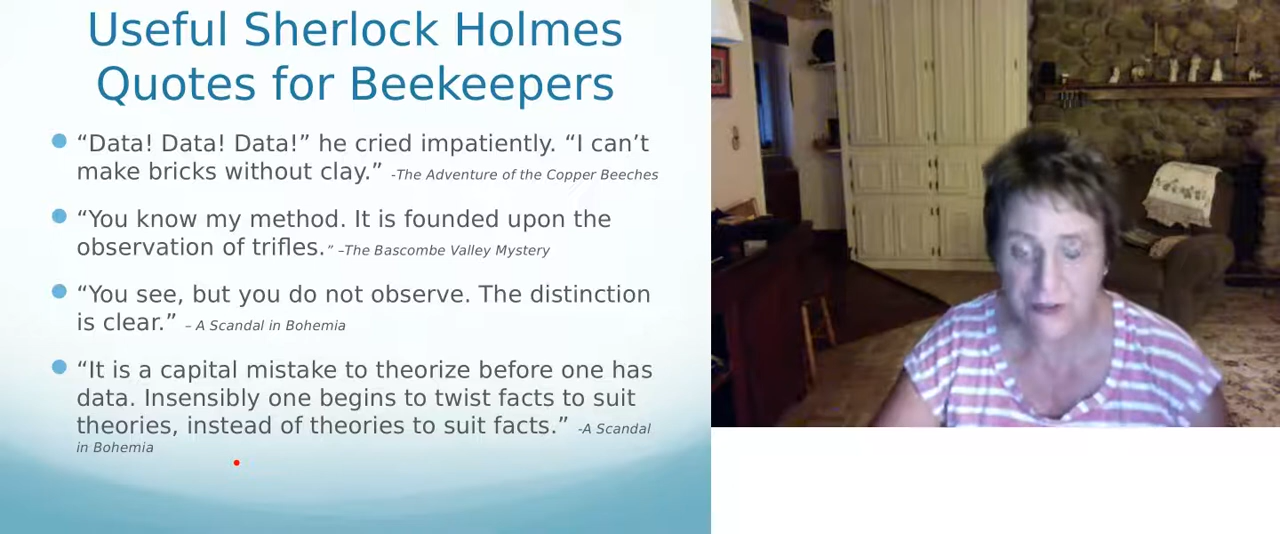 Useful Sherlock Holmes
Quotes for Beekeepers
“Data! Data! Data!” he cried impatiently. “I can’t
make bricks without clay.” -The Adventure of the Copper Beeches
“You know my method. It is founded upon the
observation of trifles.” –The Bascombe Valley Mystery
“You see, but you do not observe. The distinction
is clear.” – A Scandal in Bohemia
“It is a capital mistake to theorize before one has
data. Insensibly one begins to twist facts to suit
theories, instead of theories to suit facts.” -A Scandal
in Bohemia